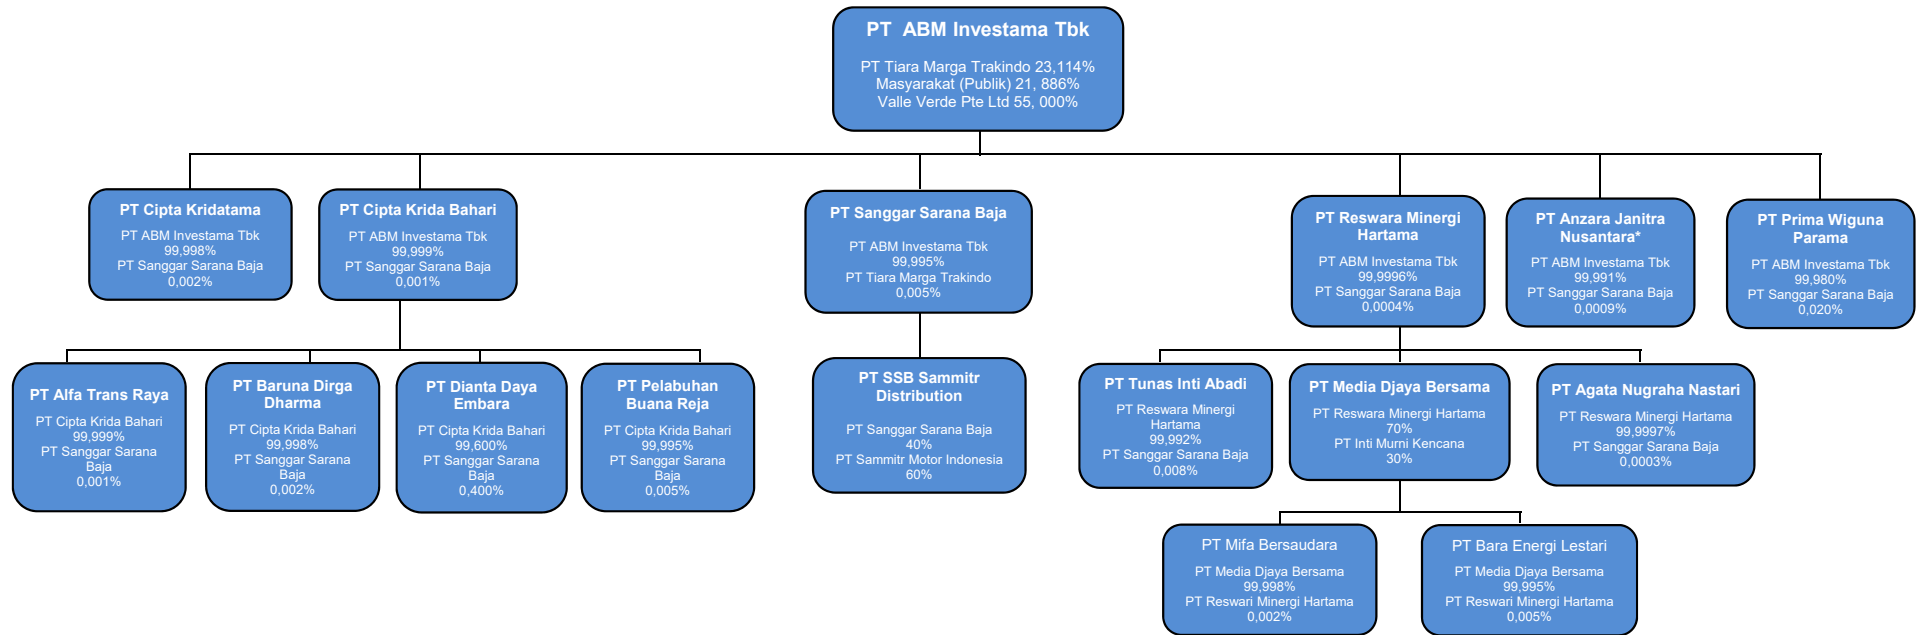 PT ABM Investama Tbk
PT Tiara Marga Trakindo 23,114%
Masyarakat (Publik) 21, 886%
Valle Verde Pte Ltd 55, 000%
PT Cipta Kridatama
PT ABM Investama Tbk
99,998%
PT Sanggar Sarana Baja
0,002%
PT Cipta Krida Bahari
PT ABM Investama Tbk
99,999%
PT Sanggar Sarana Baja
0,001%
PT Sanggar Sarana Baja
PT ABM Investama Tbk
99,995%
PT Tiara Marga Trakindo
0,005%
PT Reswara Minergi
Hartama
PT ABM Investama Tbk
99,9996%
PT Sanggar Sarana Baja
0,0004%
PT Anzara Janitra
Nusantara*
PT ABM Investama Tbk
99,991%
PT Sanggar Sarana Baja
0,0009%
PT Prima Wiguna
Parama
PT ABM Investama Tbk
99,980%
PT Sanggar Sarana Baja
0,020%
PT Alfa Trans Raya
PT Cipta Krida Bahari
99,999%
PT Sanggar Sarana
Baja
0,001%
PT Baruna Dirga
Dharma
PT Cipta Krida Bahari
99,998%
PT Sanggar Sarana
Baja
0,002%
PT Dianta Daya
Embara
PT Cipta Krida Bahari
99,600%
PT Sanggar Sarana
Baja
0,400%
PT Pelabuhan
Buana Reja
PT Cipta Krida Bahari
99,995%
PT Sanggar Sarana
Baja
0,005%
PT SSB Sammitr
Distribution
PT Sanggar Sarana Baja
40%
PT Sammitr Motor Indonesia
60%
PT Tunas Inti Abadi
PT Reswara Minergi
Hartama
99,992%
PT Sanggar Sarana Baja
0,008%
PT Media Djaya Bersama
PT Reswara Minergi Hartama
70%
PT Inti Murni Kencana
30%
PT Agata Nugraha Nastari
PT Reswara Minergi Hartama
99,9997%
PT Sanggar Sarana Baja
0,0003%
PT Mifa Bersaudara
PT Media Djaya Bersama
99,998%
PT Reswari Minergi Hartama
0,002%
PT Bara Energi Lestari
PT Media Djaya Bersama
99,995%
PT Reswari Minergi Hartama
0,005%